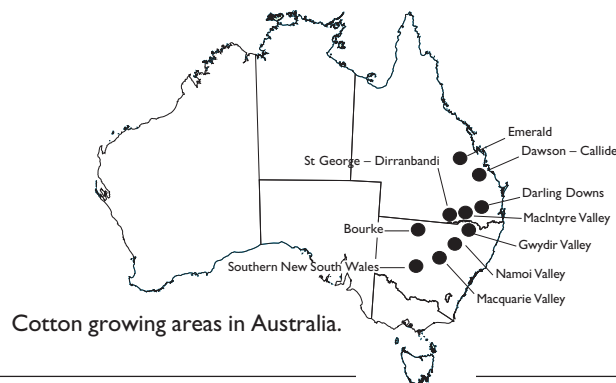 Emerald
Dawson – Callide
St George – Dirranbandi
Darling Downs
MacIntyre Valley
Bourke
Gwydir Valley
Southern New South Wales
Namoi Valley
Macquarie Valley
Cotton growing areas in Australia.